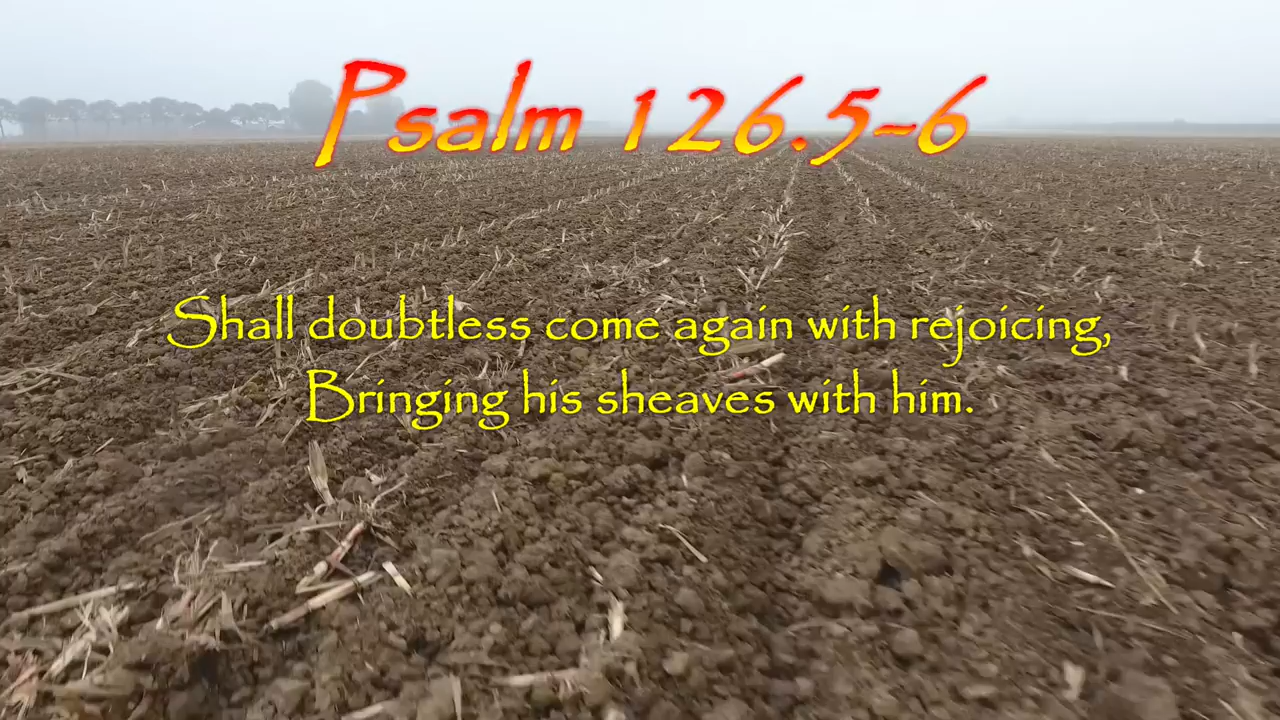 Psalm 126.5-6
Shall doubtless come again with rejoicing,
Bringing his sheaves with him.